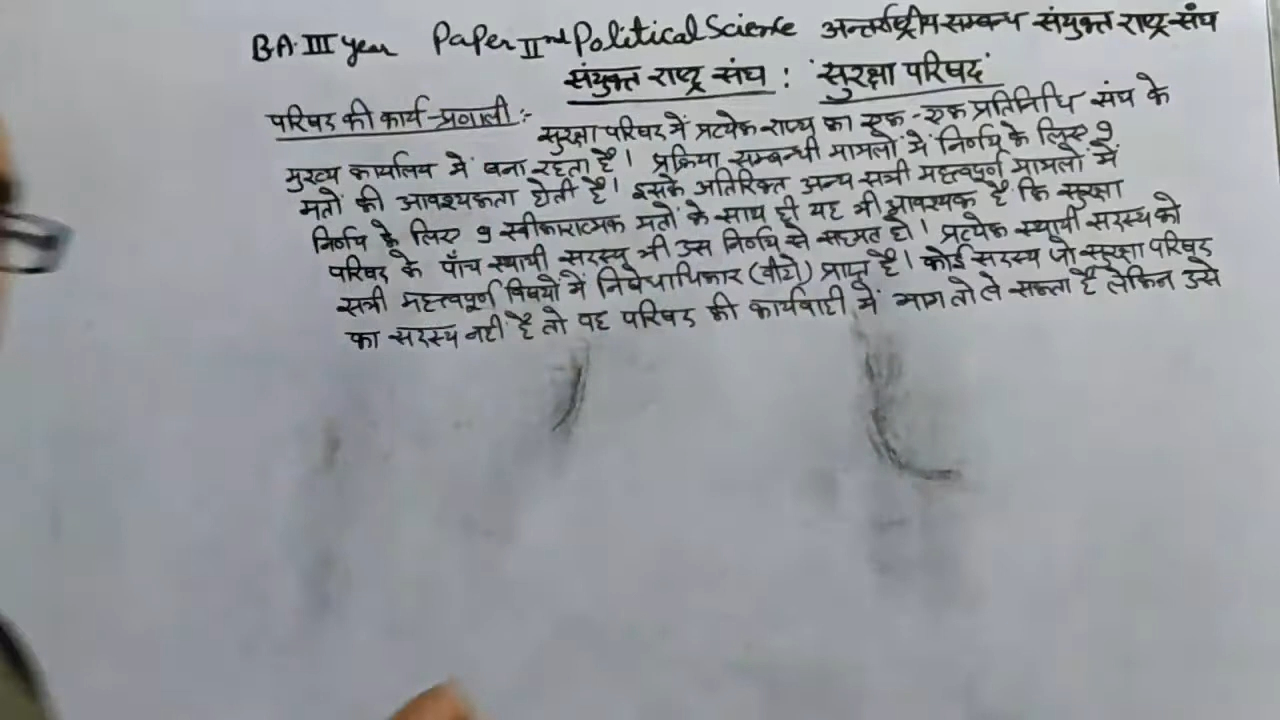 B.A. III year Paper IInd Political Science अन्तर्राष्ट्रीय सम्बन्ध संयुक्त राष्ट्र-संघ
संयुक्त राष्ट्र संघ : सुरक्षा परिषद
परिषद की कार्य-प्रणाली :- सुरक्षा परिषद में प्रत्येक राज्य का एक-एक प्रतिनिधि संघ के
मुख्य कार्यालय में बना रहता है। प्रक्रिया सम्बन्धी मामलों में निर्णय के लिए 9
मतों की आवश्यकता होती है। इसके अतिरिक्त अन्य सभी महत्वपूर्ण मामलों में
निर्णय के लिए 9 स्वीकारात्मक मतों के साथ ही यह भी आवश्यक है कि सुरक्षा
परिषद के पाँच स्थायी सदस्य भी उस निर्णय से सहमत हो। प्रत्येक स्थायी सदस्य को
सभी महत्वपूर्ण विषयों में निषेधाधिकार (वीटो) प्राप्त है। कोई सदस्य जो सुरक्षा परिषद
का सदस्य नहीं है तो वह परिषद की कार्यवाही में भाग तो ले सकता है लेकिन उसे